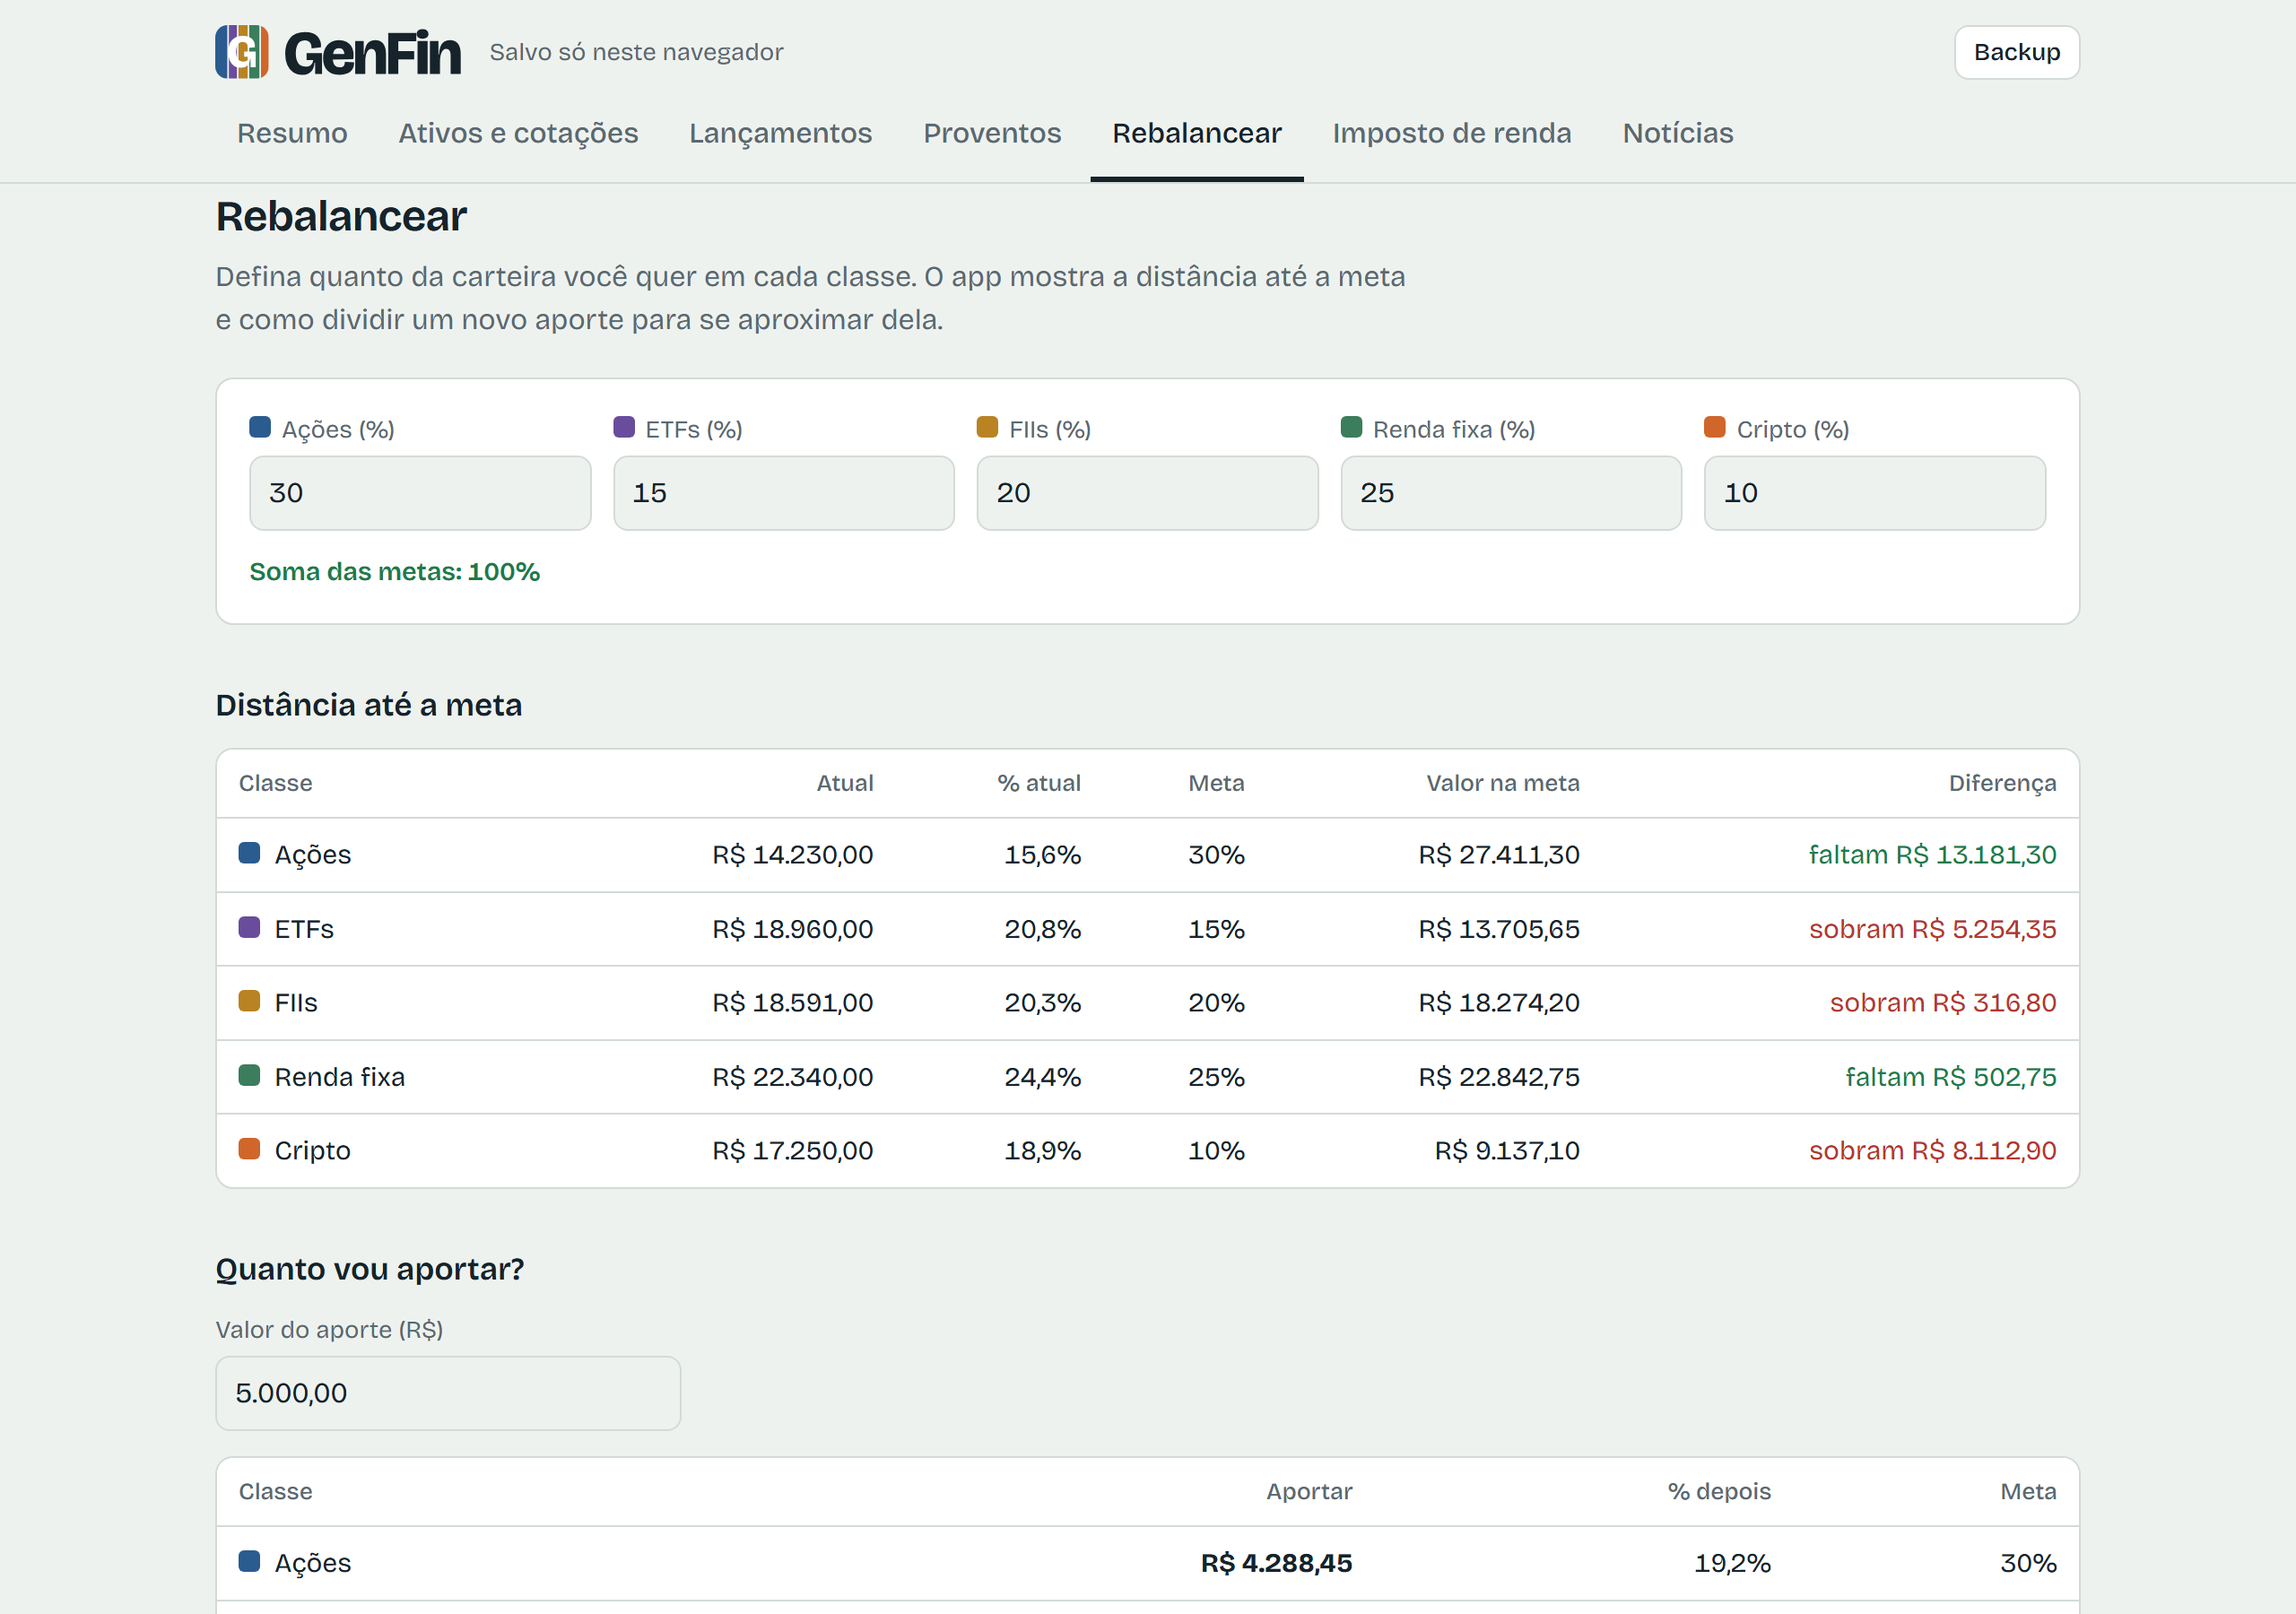 G GenFin Salvo só neste navegador Backup
Resumo Ativos e cotações Lançamentos Proventos Rebalancear Imposto de renda Notícias
Rebalancear
Defina quanto da carteira você quer em cada classe. O app mostra a distância até a meta
e como dividir um novo aporte para se aproximar dela.
Ações (%) ETFs (%) FIIs (%) Renda fixa (%) Cripto (%)
30 15 20 25 10
Soma das metas: 100%
Distância até a meta
Classe Atual % atual Meta Valor na meta Diferença
Ações R$ 14.230,00 15,6% 30% R$ 27.411,30 faltam R$ 13.181,30
ETFs R$ 18.960,00 20,8% 15% R$ 13.705,65 sobram R$ 5.254,35
FIIs R$ 18.591,00 20,3% 20% R$ 18.274,20 sobram R$ 316,80
Renda fixa R$ 22.340,00 24,4% 25% R$ 22.842,75 faltam R$ 502,75
Cripto R$ 17.250,00 18,9% 10% R$ 9.137,10 sobram R$ 8.112,90
Quanto vou aportar?
Valor do aporte (R$)
5.000,00
Classe Aportar % depois Meta
Ações R$ 4.288,45 19,2% 30%